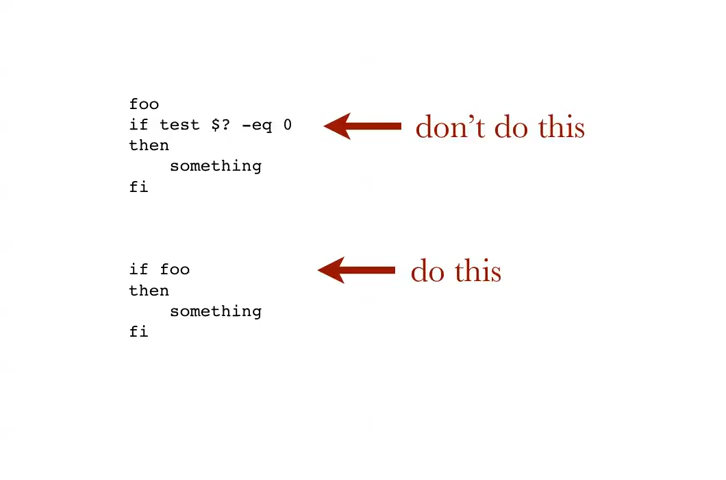 foo
if test $? -eq 0
don't do this
then
    something
fi
if foo
do this
then
    something
fi